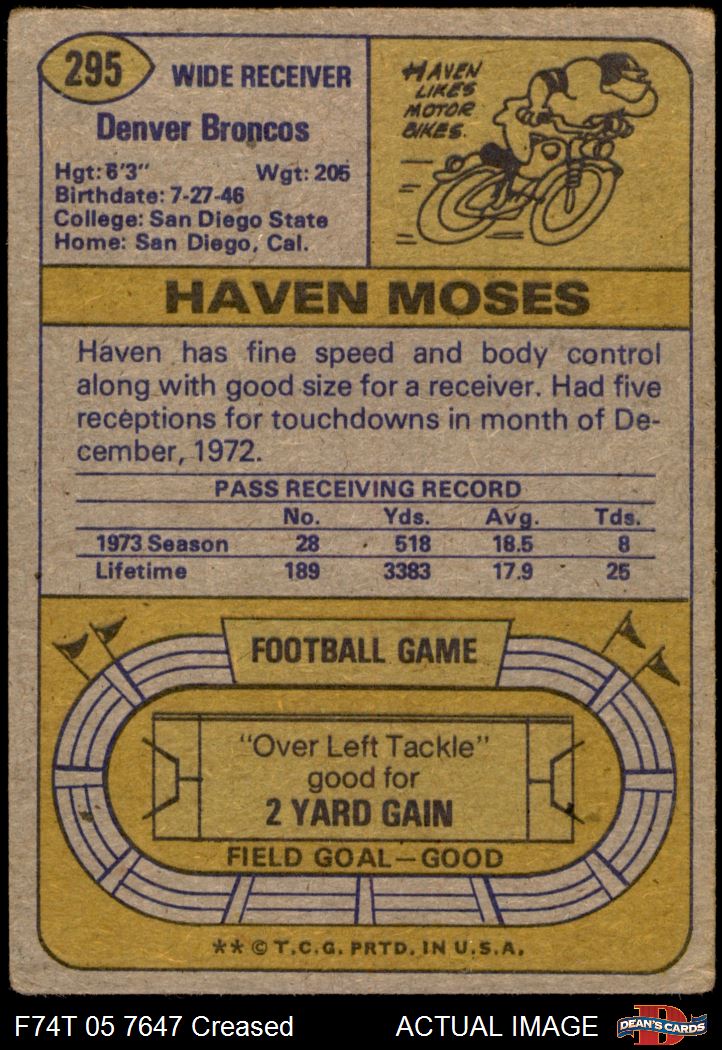 295
WIDE RECEIVER
Denver Broncos
Hgt: 6'3" Wgt: 205
Birthdate: 7-27-46
College: San Diego State
Home: San Diego, Cal.
HAVEN
LIKES
MOTOR
BIKES.
HAVEN MOSES
Haven has fine speed and body control
along with good size for a receiver. Had five
receptions for touchdowns in month of De-
cember, 1972.
PASS RECEIVING RECORD
No. Yds. Avg. Tds.
1973 Season 28 518 18.5 8
Lifetime 189 3383 17.9 25
FOOTBALL GAME
"Over Left Tackle"
good for
2 YARD GAIN
FIELD GOAL—GOOD
** © T.C.G. PRTD. IN U.S.A.
F74T 05 7647 Creased ACTUAL IMAGE
DEAN'S CARDS